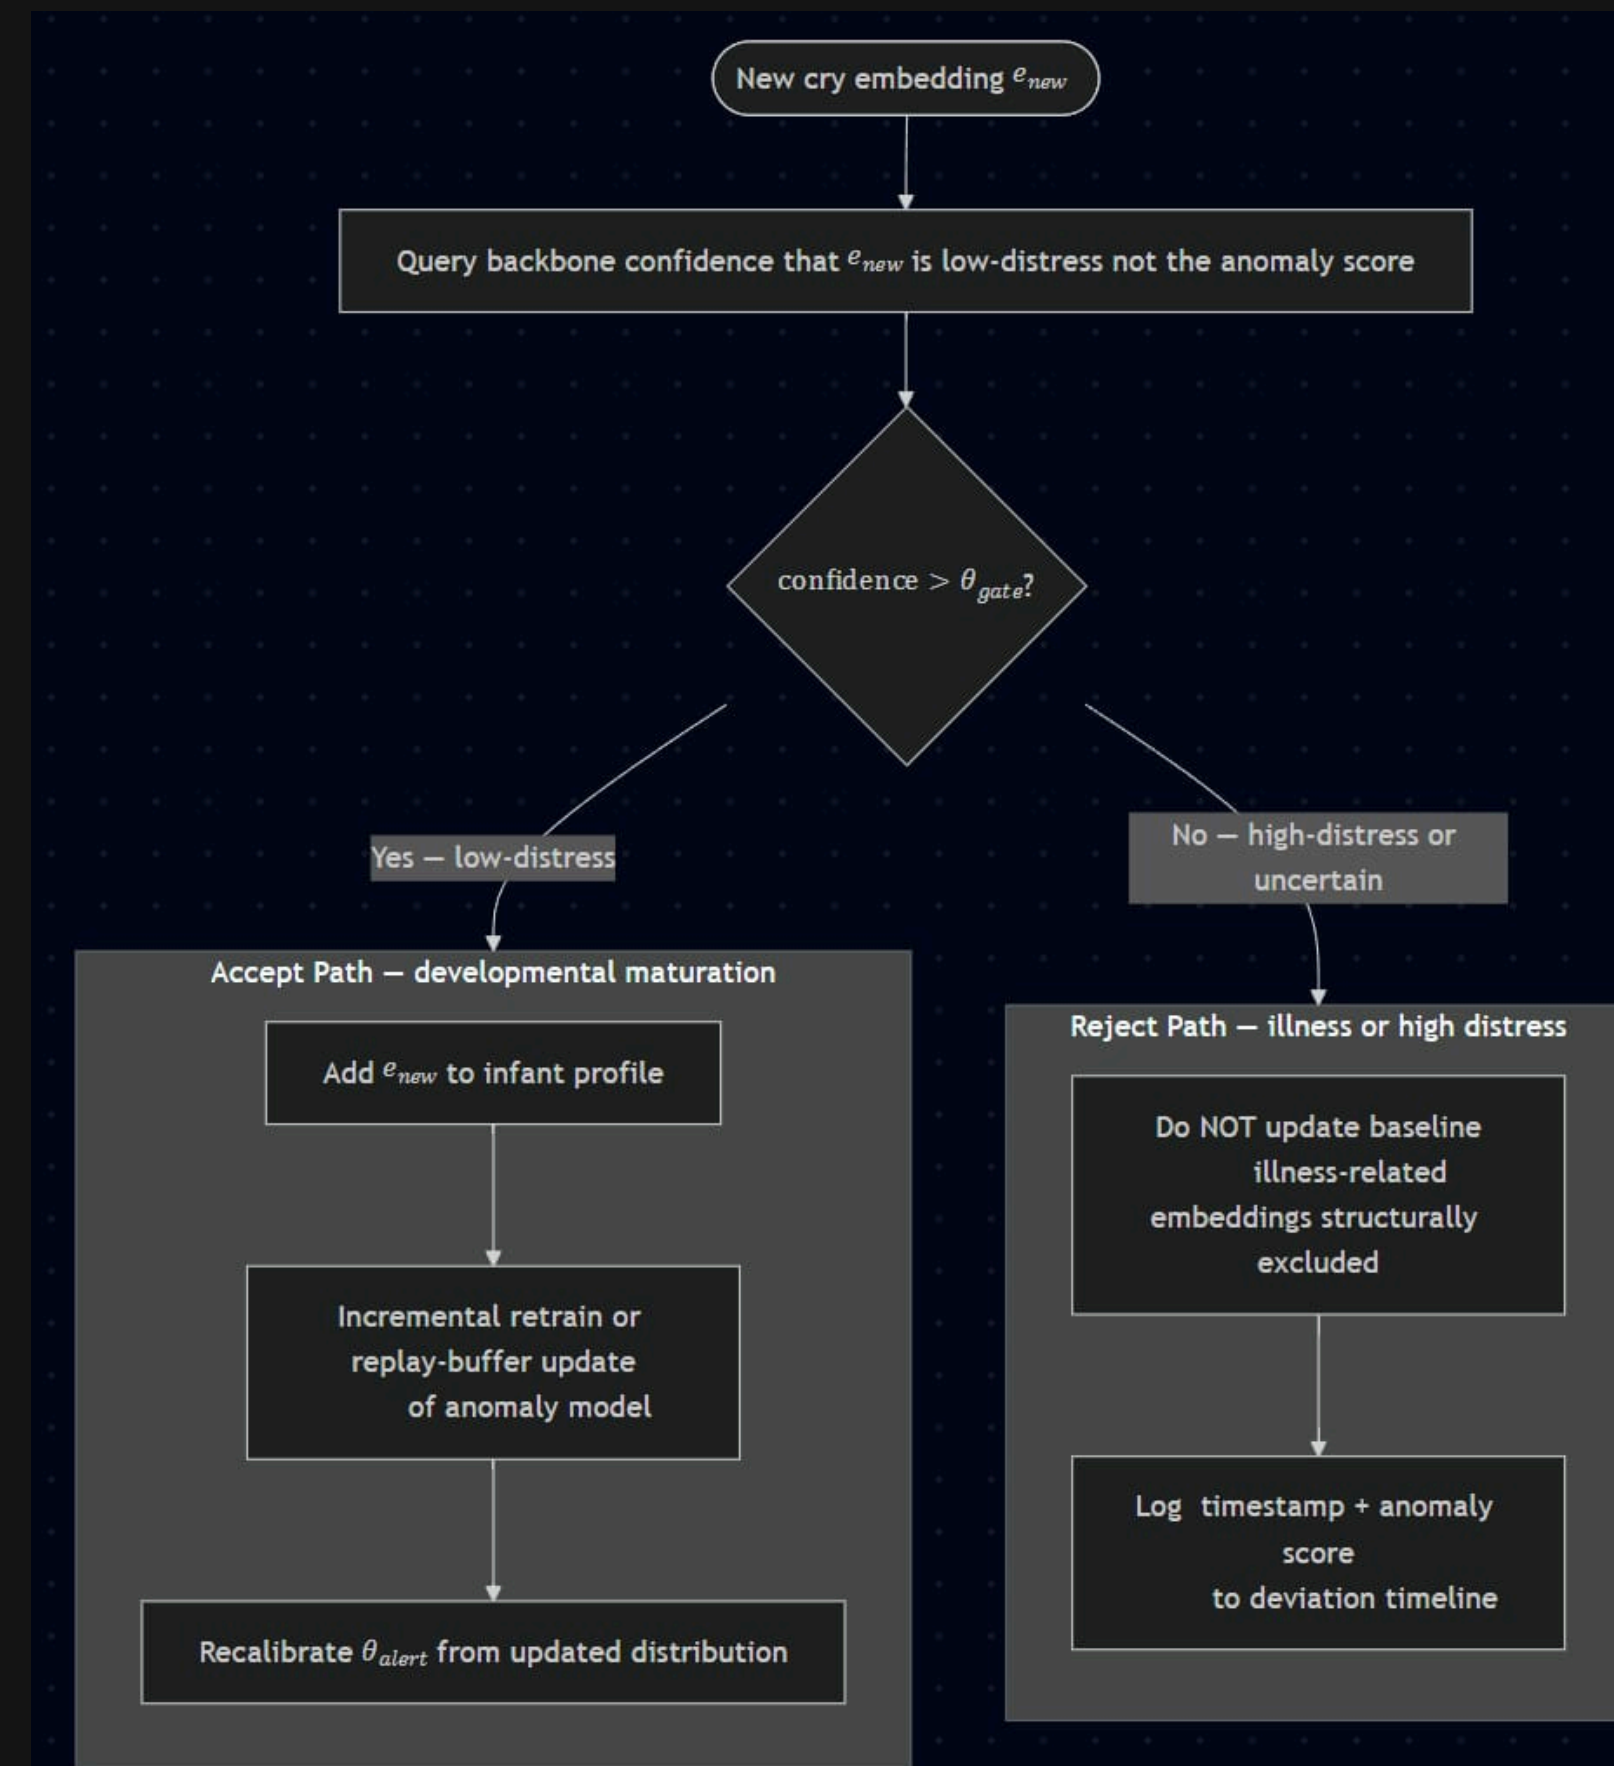 New cry embedding e_new
Query backbone confidence that e_new is low-distress not the anomaly score
confidence > θ_gate?
Yes — low-distress
No — high-distress or
uncertain
Accept Path — developmental maturation
Add e_new to infant profile
Incremental retrain or
replay-buffer update
of anomaly model
Recalibrate θ_alert from updated distribution
Reject Path — illness or high distress
Do NOT update baseline
illness-related
embeddings structurally
excluded
Log timestamp + anomaly
score
to deviation timeline